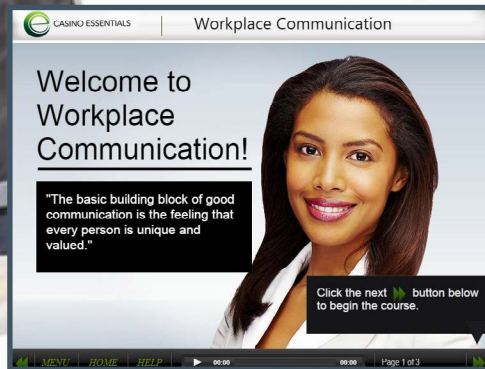 CASINO ESSENTIALS
Workplace Communication
Welcome to
Workplace
Communication!
"The basic building block of good
communication is the feeling that
every person is unique and
valued."
Click the next button below
to begin the course.
MENU HOME HELP 00:00 00:00 Page 1 of 3